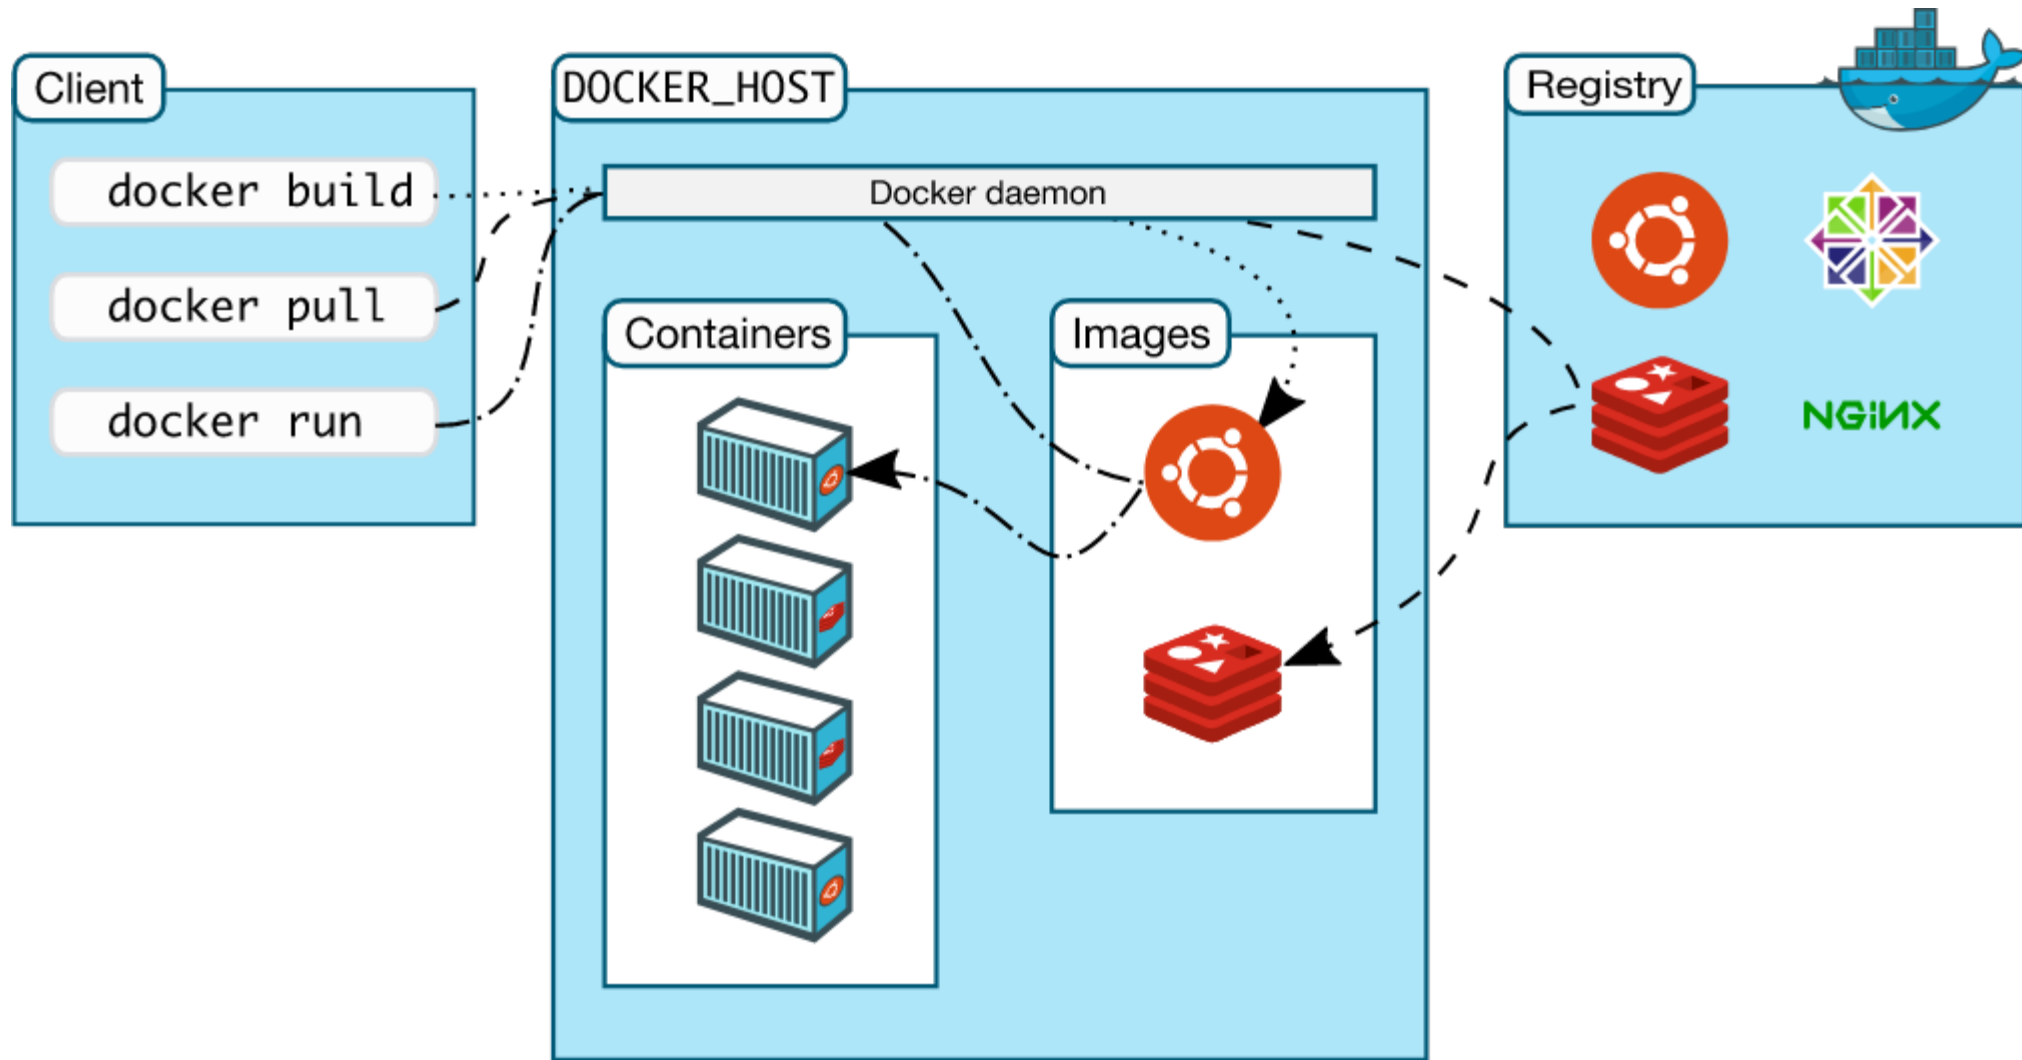 Client
docker build
docker pull
docker run
DOCKER_HOST
Docker daemon
Containers
Images
Registry
NGiNX